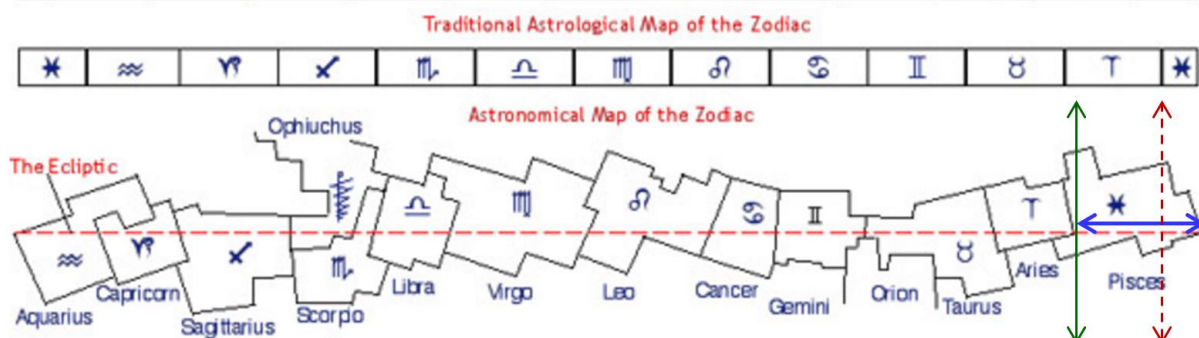 Traditional Astrological Map of the Zodiac
♓ ♒ ♑ ♐ ♏ ♎ ♍ ♌ ♋ ♊ ♉ ♈ ♓
Astronomical Map of the Zodiac
Ophiuchus
The Ecliptic
♒ ♑ ♐ ♏ ♎ ♍ ♌ ♋ ♊ ♉ ♈ ♓
Aquarius Capricorn Sagittarius Scorpo Libra Virgo Leo Cancer Gemini Orion Taurus Aries Pisces